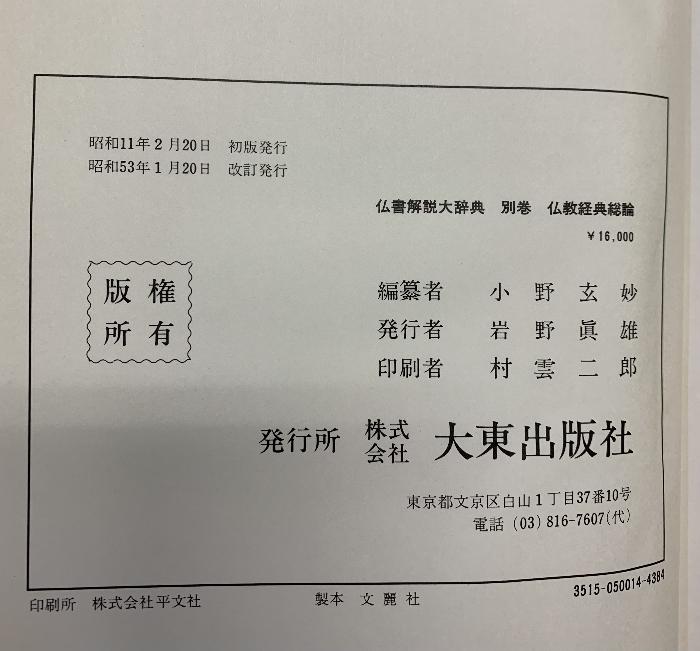 昭和11年2月20日 初版発行
昭和53年1月20日 改訂発行
仏書解説大辞典 別巻 仏教経典総論
￥16,000
版権
所有
編纂者 小野玄妙
発行者 岩野眞雄
印刷者 村雲二郎
発行所 株式会社 大東出版社
東京都文京区白山1丁目37番10号
電話 (03) 816-7607(代)
印刷所 株式会社平文社 製本 文麗社 3515-050014-4384